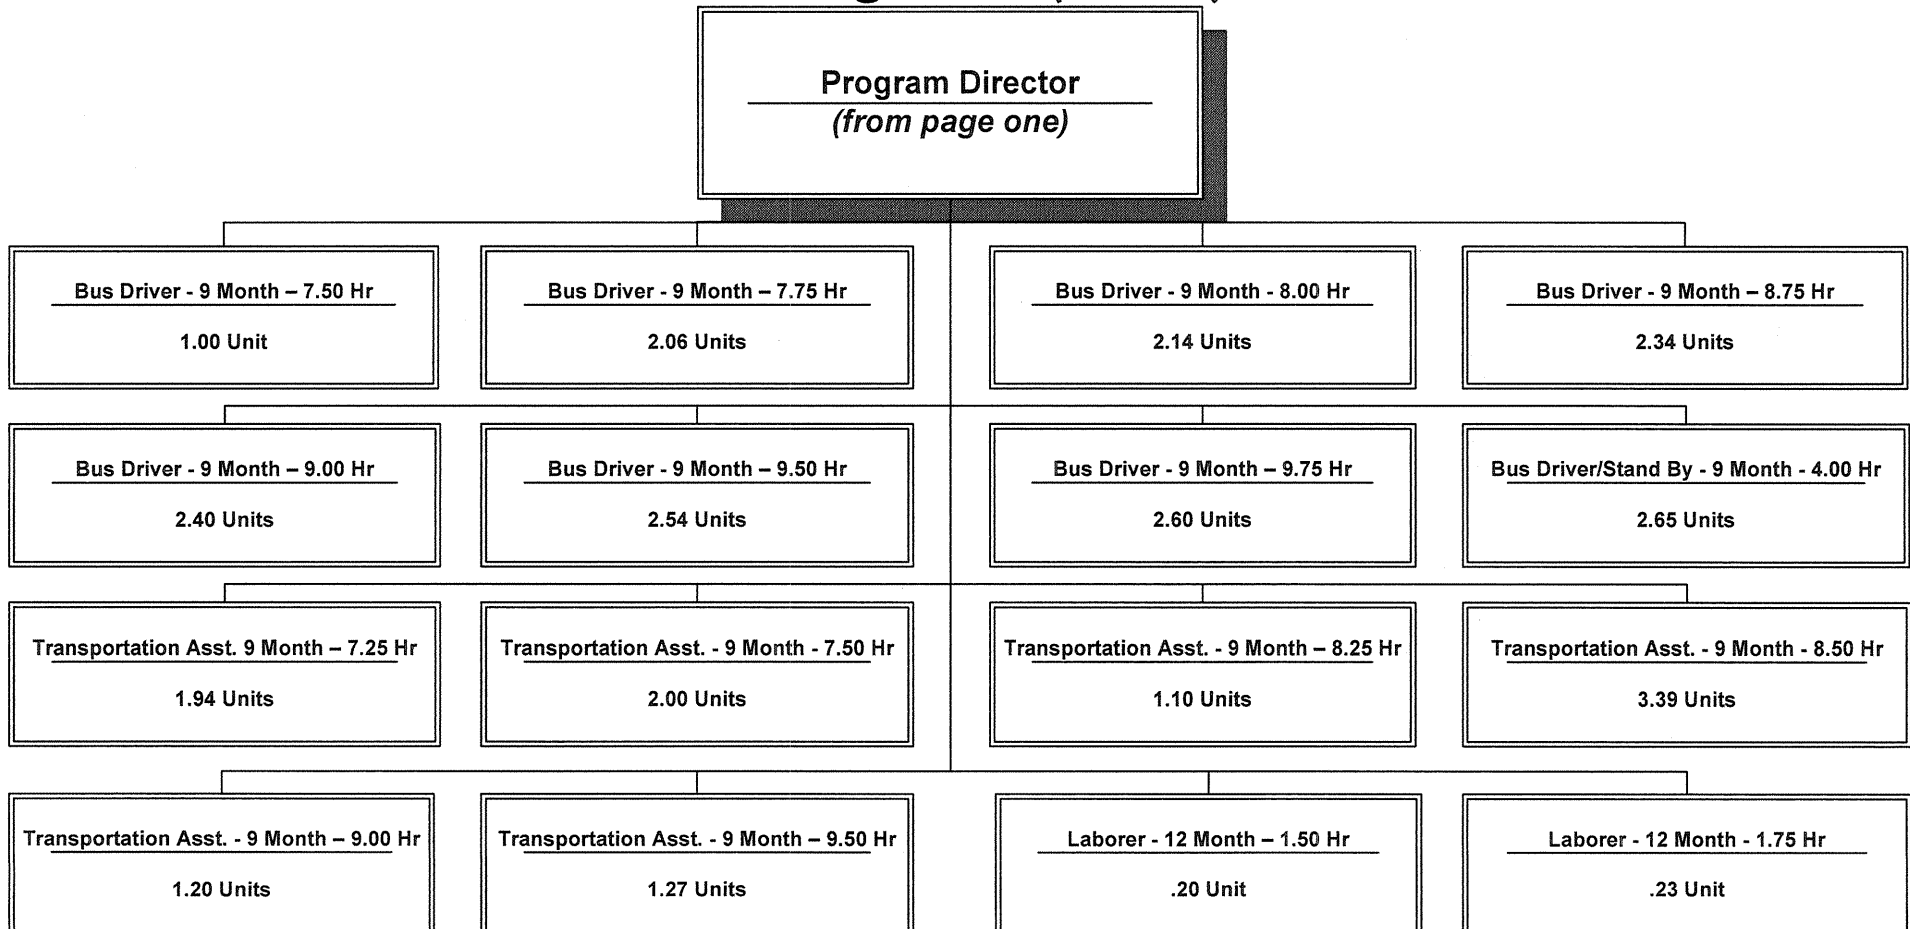 Program Director
(from page one)
Bus Driver - 9 Month – 7.50 Hr
1.00 Unit
Bus Driver - 9 Month – 7.75 Hr
2.06 Units
Bus Driver - 9 Month - 8.00 Hr
2.14 Units
Bus Driver - 9 Month – 8.75 Hr
2.34 Units
Bus Driver - 9 Month – 9.00 Hr
2.40 Units
Bus Driver - 9 Month – 9.50 Hr
2.54 Units
Bus Driver - 9 Month – 9.75 Hr
2.60 Units
Bus Driver/Stand By - 9 Month - 4.00 Hr
2.65 Units
Transportation Asst. 9 Month – 7.25 Hr
1.94 Units
Transportation Asst. - 9 Month - 7.50 Hr
2.00 Units
Transportation Asst. - 9 Month – 8.25 Hr
1.10 Units
Transportation Asst. - 9 Month - 8.50 Hr
3.39 Units
Transportation Asst. - 9 Month – 9.00 Hr
1.20 Units
Transportation Asst. - 9 Month – 9.50 Hr
1.27 Units
Laborer - 12 Month – 1.50 Hr
.20 Unit
Laborer - 12 Month - 1.75 Hr
.23 Unit